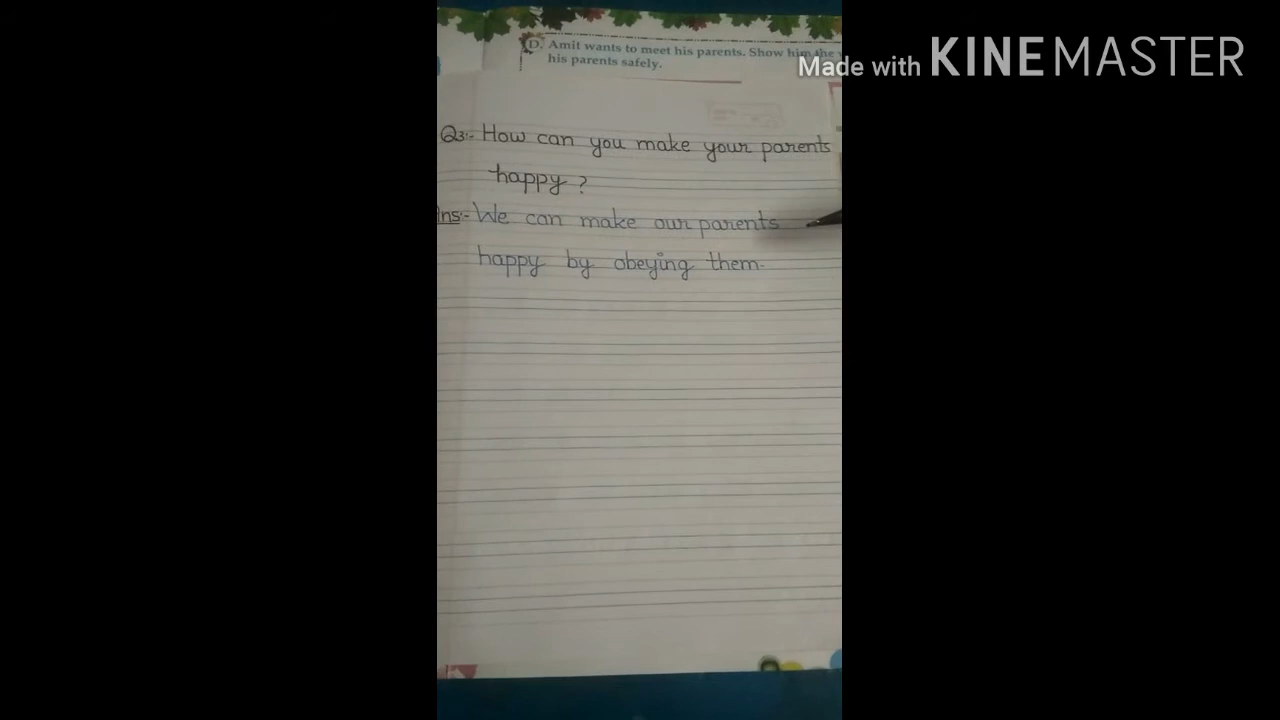 D. Amit wants to meet his parents. Show him the
his parents safely.
Made with KINEMASTER
Q3:- How can you make your parents
happy ?
Ans:- We can make our parents
happy by obeying them.